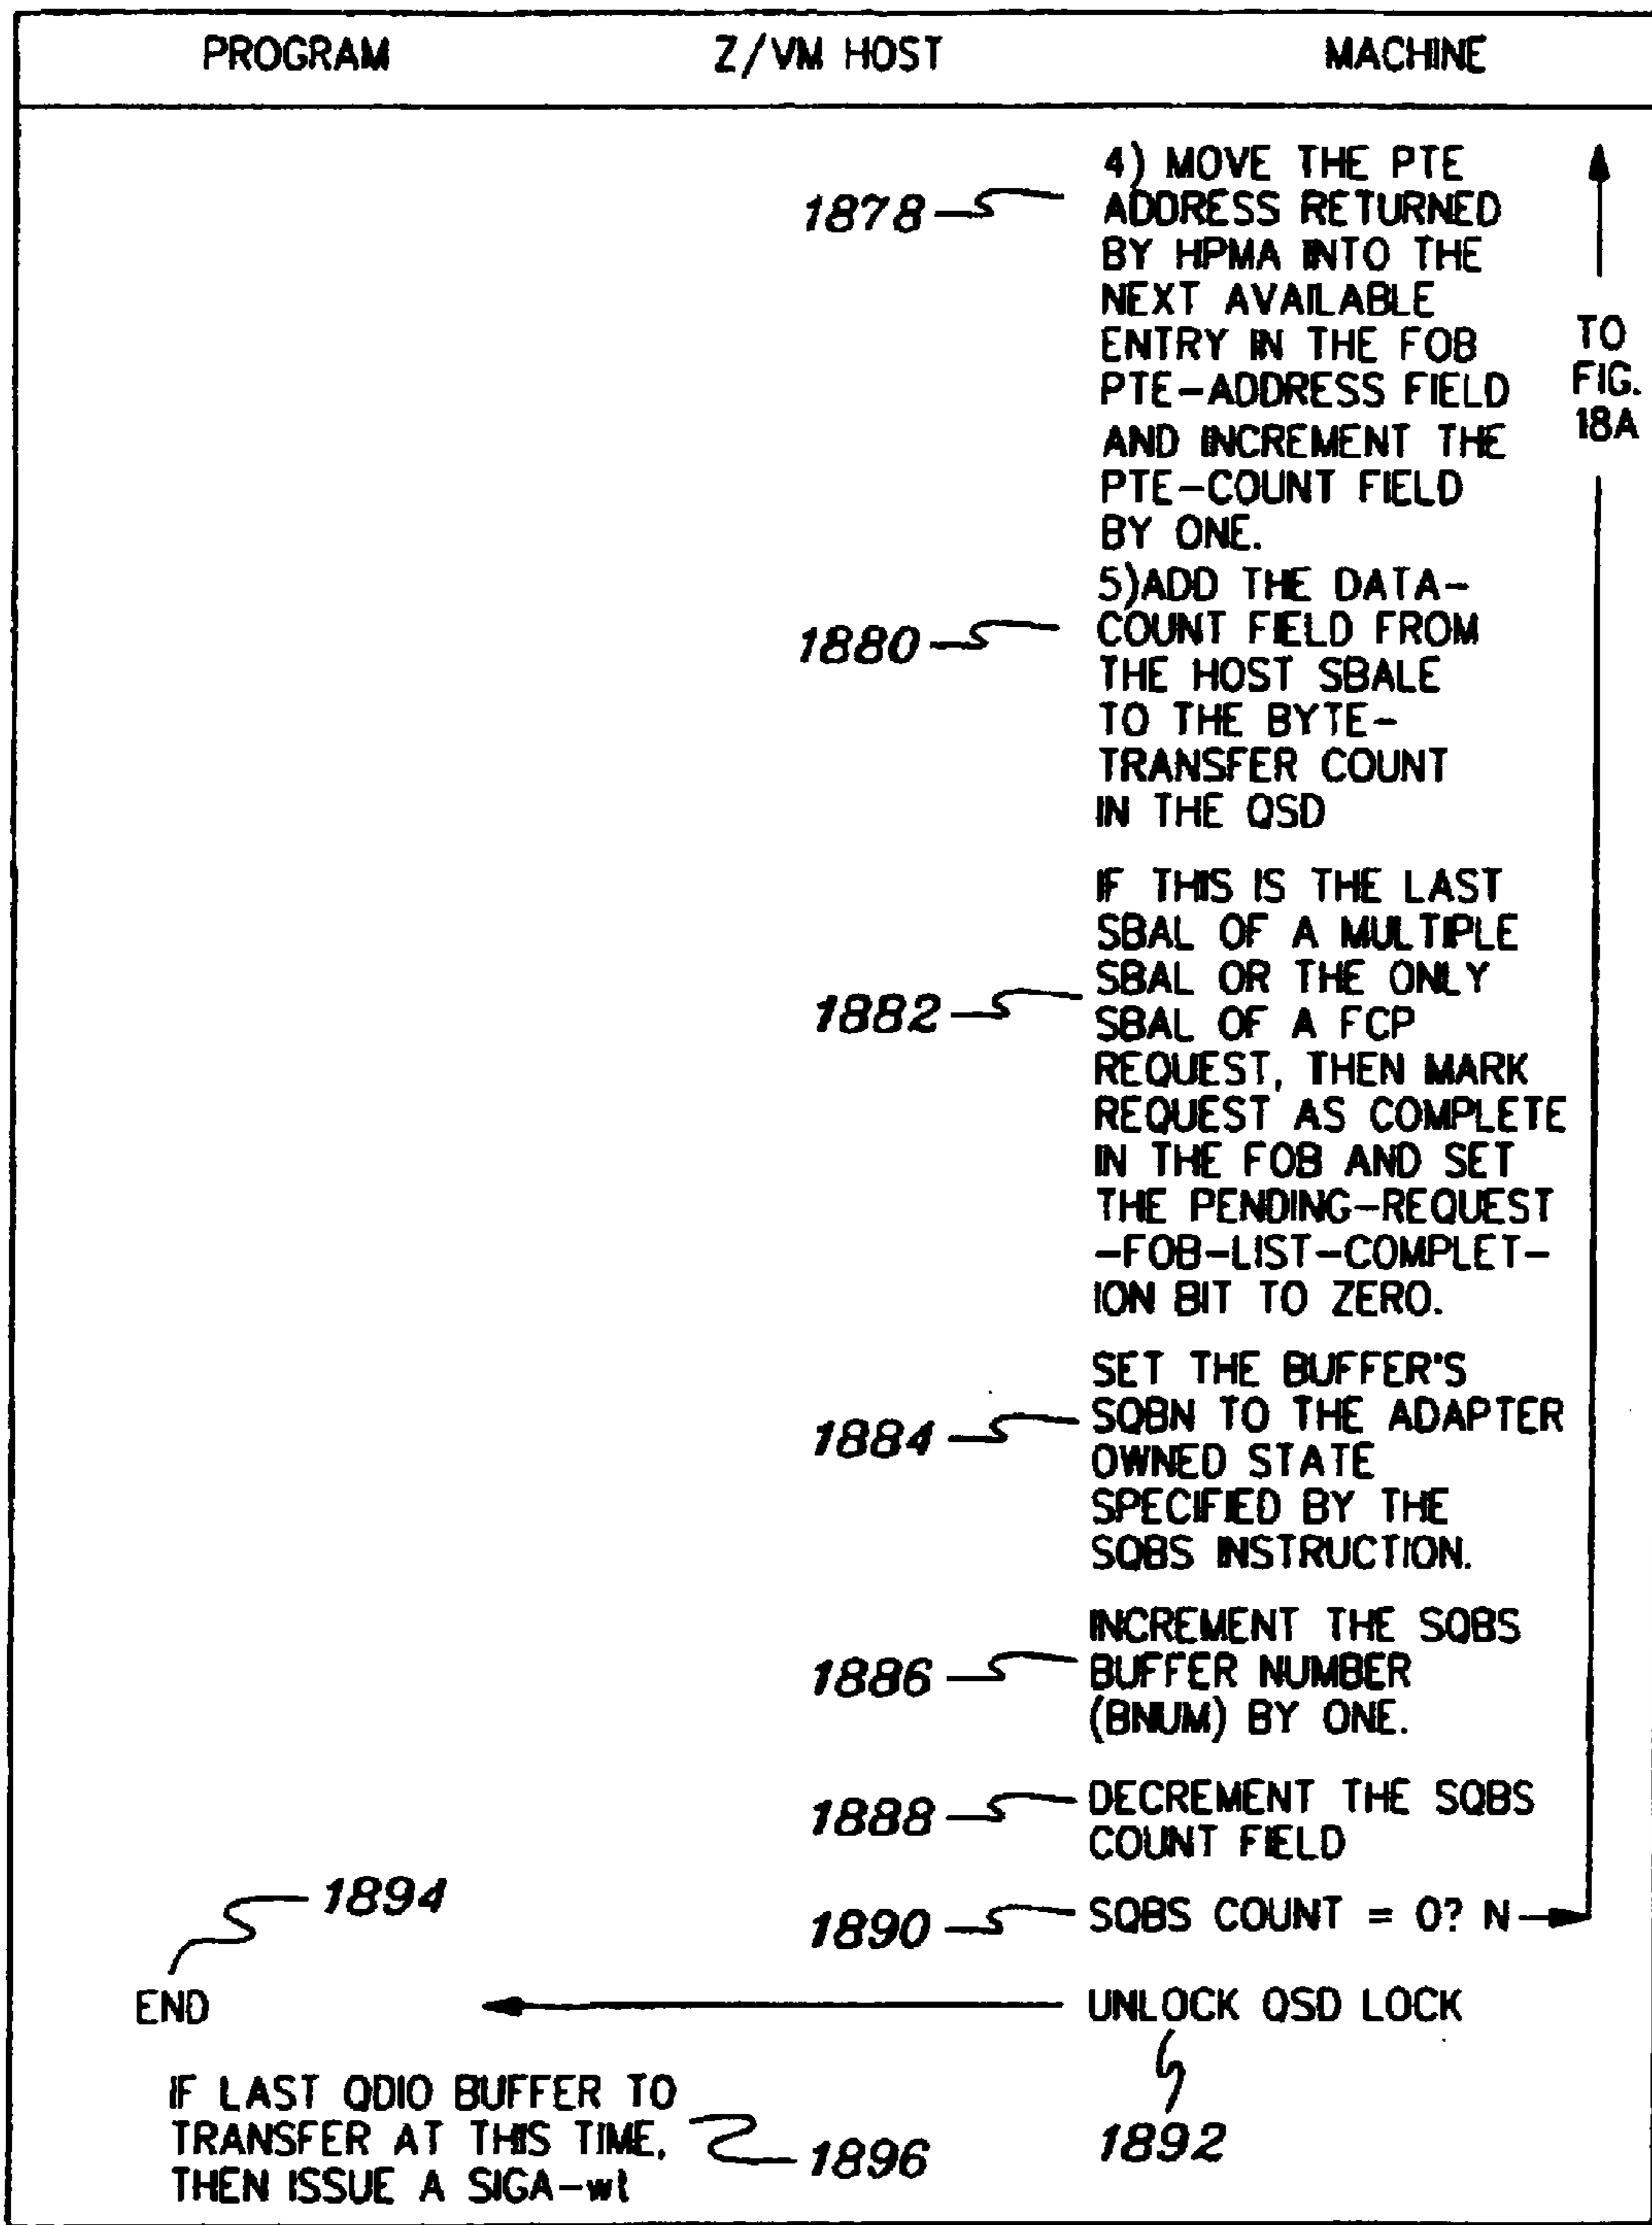 PROGRAM Z/VM HOST MACHINE
1878
4) MOVE THE PTE
ADDRESS RETURNED
BY HPMA INTO THE
NEXT AVAILABLE
ENTRY IN THE FOB
PTE-ADDRESS FIELD
AND INCREMENT THE
PTE-COUNT FIELD
BY ONE.
TO
FIG.
18A
1880
5)ADD THE DATA-
COUNT FIELD FROM
THE HOST SBALE
TO THE BYTE-
TRANSFER COUNT
IN THE QSD
1882
IF THIS IS THE LAST
SBAL OF A MULTIPLE
SBAL OR THE ONLY
SBAL OF A FCP
REQUEST, THEN MARK
REQUEST AS COMPLETE
IN THE FOB AND SET
THE PENDING-REQUEST
-FOB-LIST-COMPLET-
ION BIT TO ZERO.
1884
SET THE BUFFER'S
SQBN TO THE ADAPTER
OWNED STATE
SPECIFIED BY THE
SQBS INSTRUCTION.
1886
INCREMENT THE SQBS
BUFFER NUMBER
(BNUM) BY ONE.
1888
DECREMENT THE SQBS
COUNT FIELD
1894
1890
SQBS COUNT = 0? N
END
UNLOCK QSD LOCK
1892
IF LAST QDIO BUFFER TO
TRANSFER AT THIS TIME,
THEN ISSUE A SIGA-wt
1896